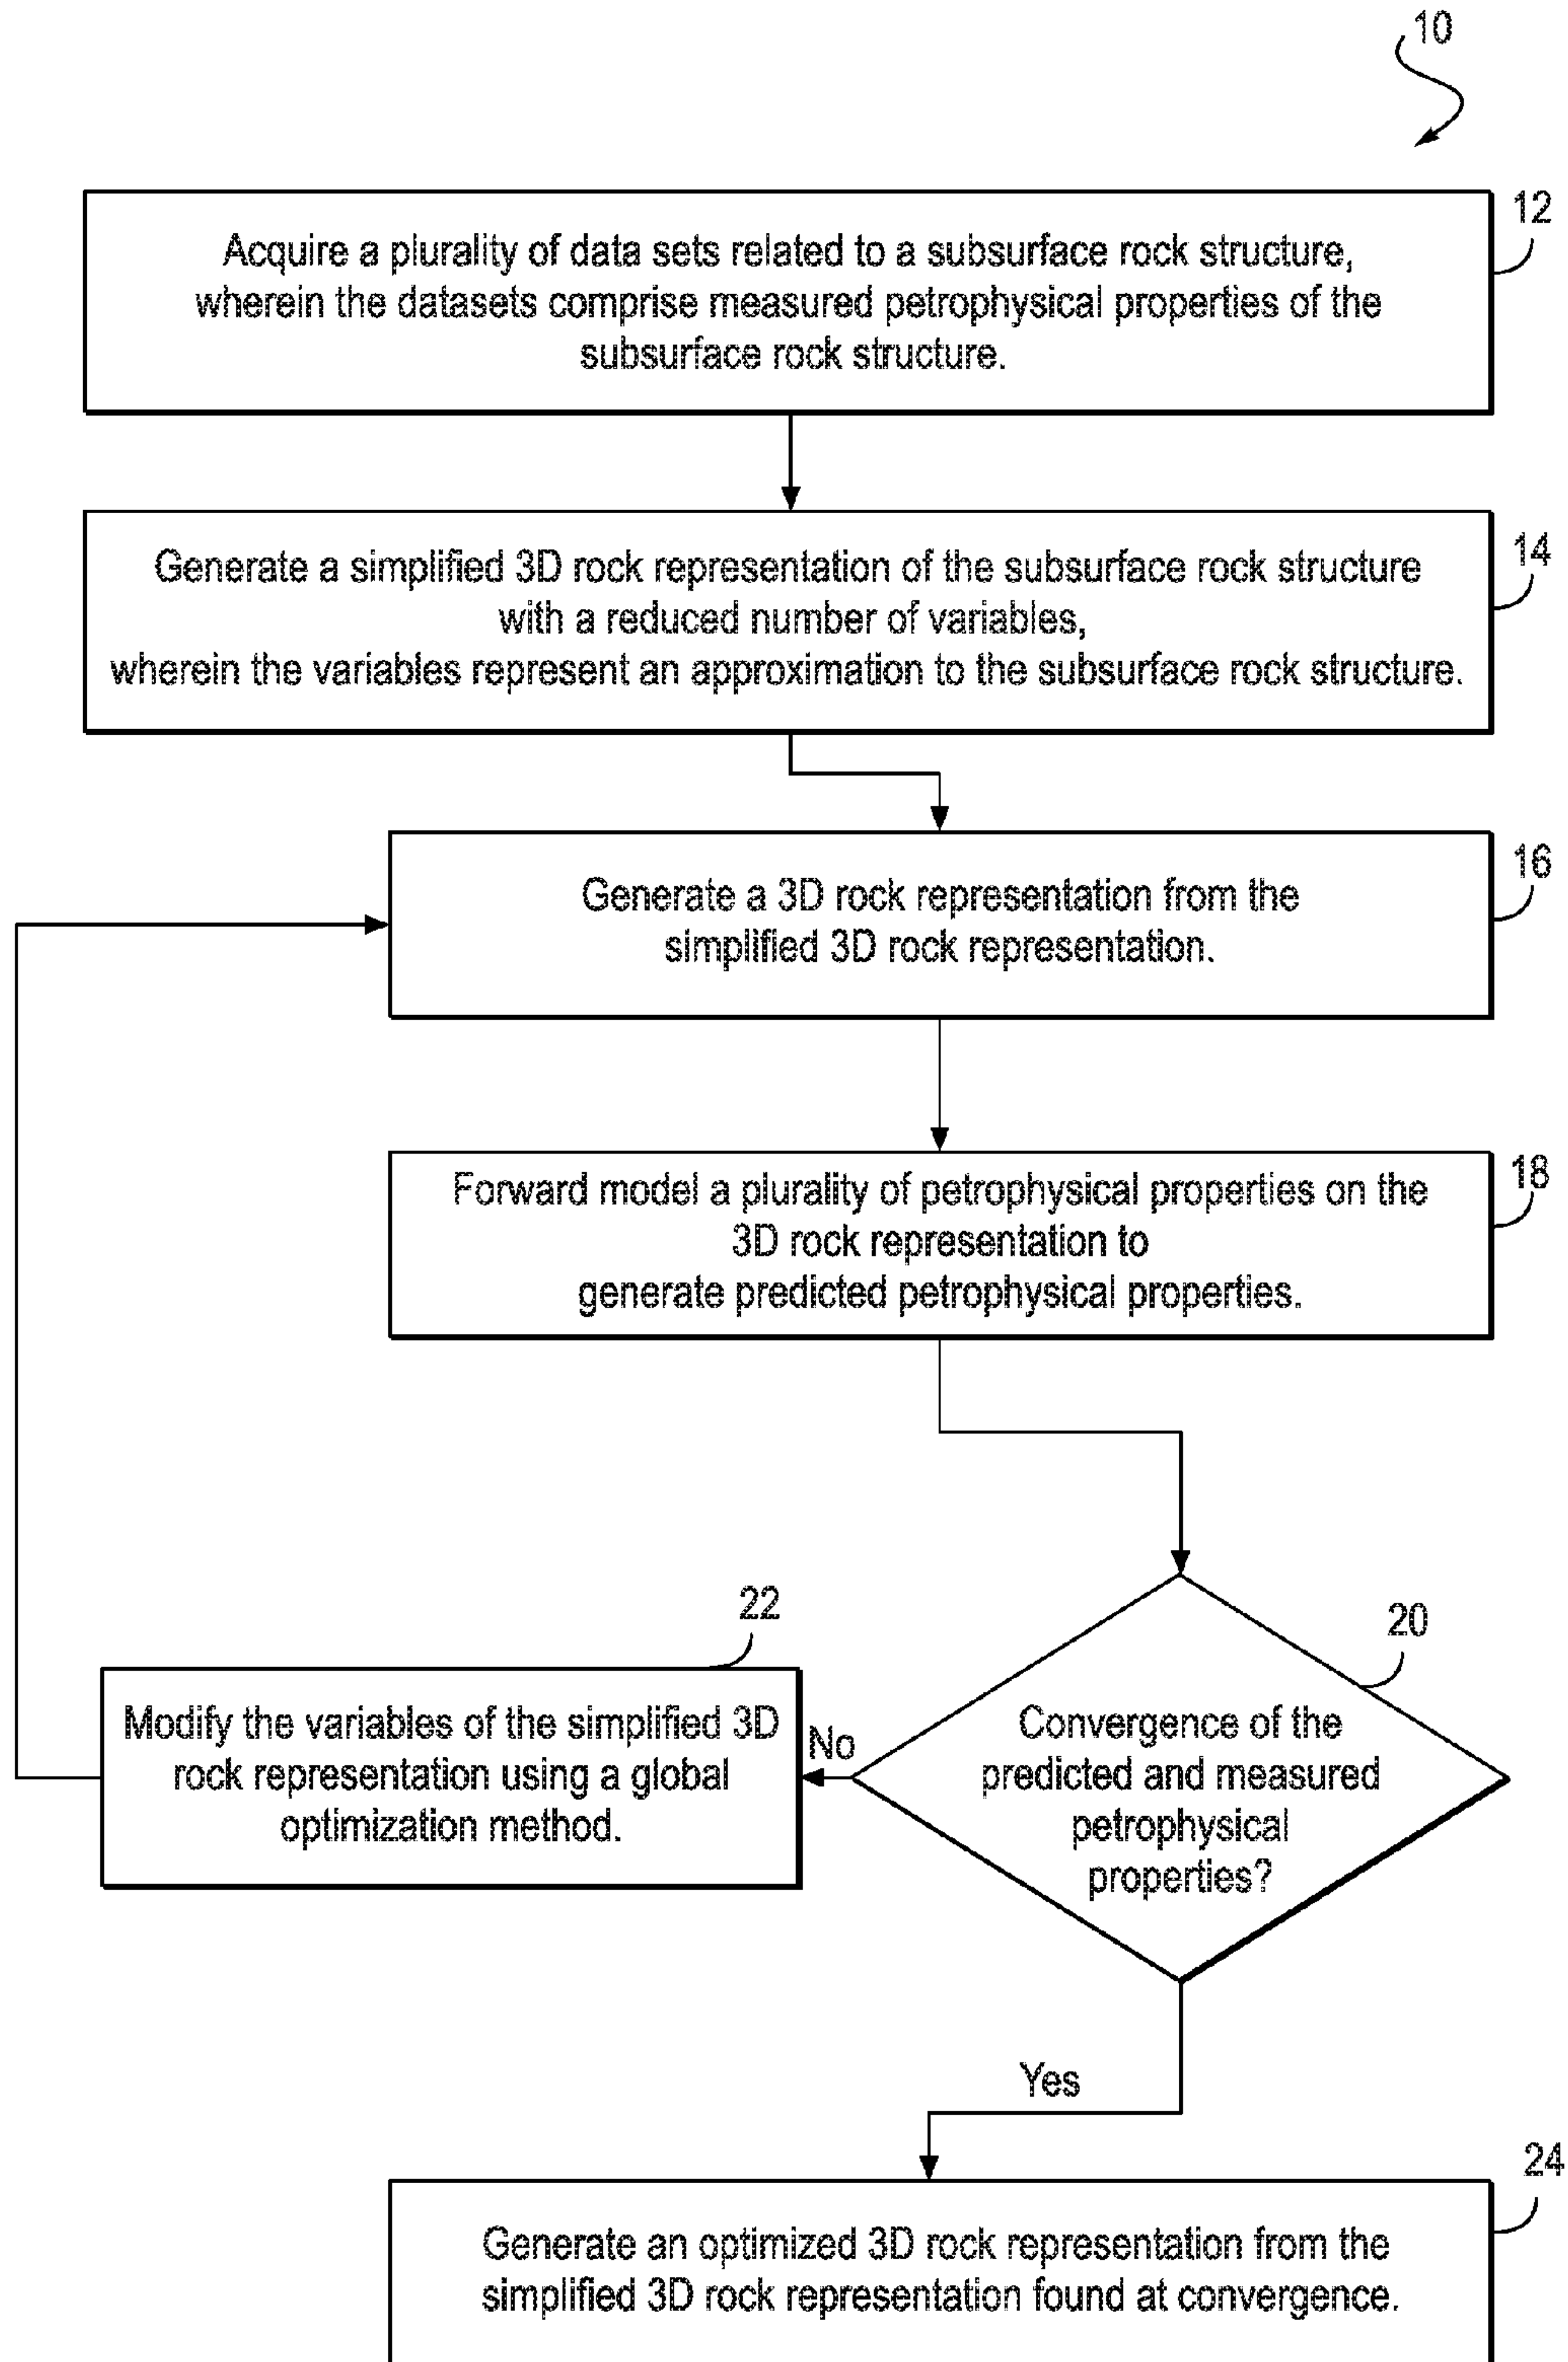 10
12
Acquire a plurality of data sets related to a subsurface rock structure,
wherein the datasets comprise measured petrophysical properties of the
subsurface rock structure.
14
Generate a simplified 3D rock representation of the subsurface rock structure
with a reduced number of variables,
wherein the variables represent an approximation to the subsurface rock structure.
16
Generate a 3D rock representation from the
simplified 3D rock representation.
18
Forward model a plurality of petrophysical properties on the
3D rock representation to
generate predicted petrophysical properties.
20
Convergence of the
predicted and measured
petrophysical
properties?
No
22
Modify the variables of the simplified 3D
rock representation using a global
optimization method.
Yes
24
Generate an optimized 3D rock representation from the
simplified 3D rock representation found at convergence.